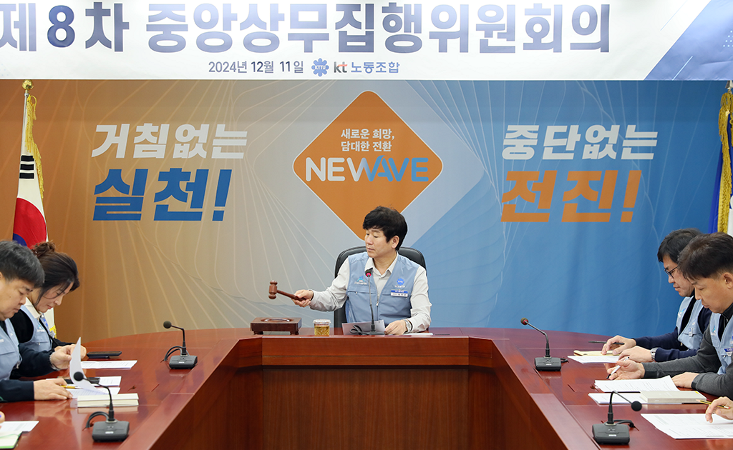 제8차 중앙상무집행위원회의
2024년 12월 11일 kt 노동조합
거침없는
실천!
새로운 희망,
담대한 전환
NEWAVE
중단없는
전진!